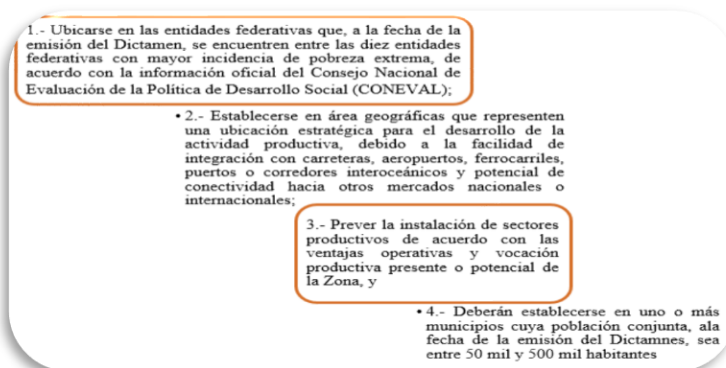 1.- Ubicarse en las entidades federativas que, a la fecha de la
emisión del Dictamen, se encuentren entre las diez entidades
federativas con mayor incidencia de pobreza extrema, de
acuerdo con la información oficial del Consejo Nacional de
Evaluación de la Política de Desarrollo Social (CONEVAL);
• 2.- Establecerse en área geográficas que representen
una ubicación estratégica para el desarrollo de la
actividad productiva, debido a la facilidad de
integración con carreteras, aeropuertos, ferrocarriles,
puertos o corredores interoceánicos y potencial de
conectividad hacia otros mercados nacionales o
internacionales;
3.- Prever la instalación de sectores
productivos de acuerdo con las
ventajas operativas y vocación
productiva presente o potencial de
la Zona, y
• 4.- Deberán establecerse en uno o más
municipios cuya población conjunta, ala
fecha de la emisión del Dictamnes, sea
entre 50 mil y 500 mil habitantes